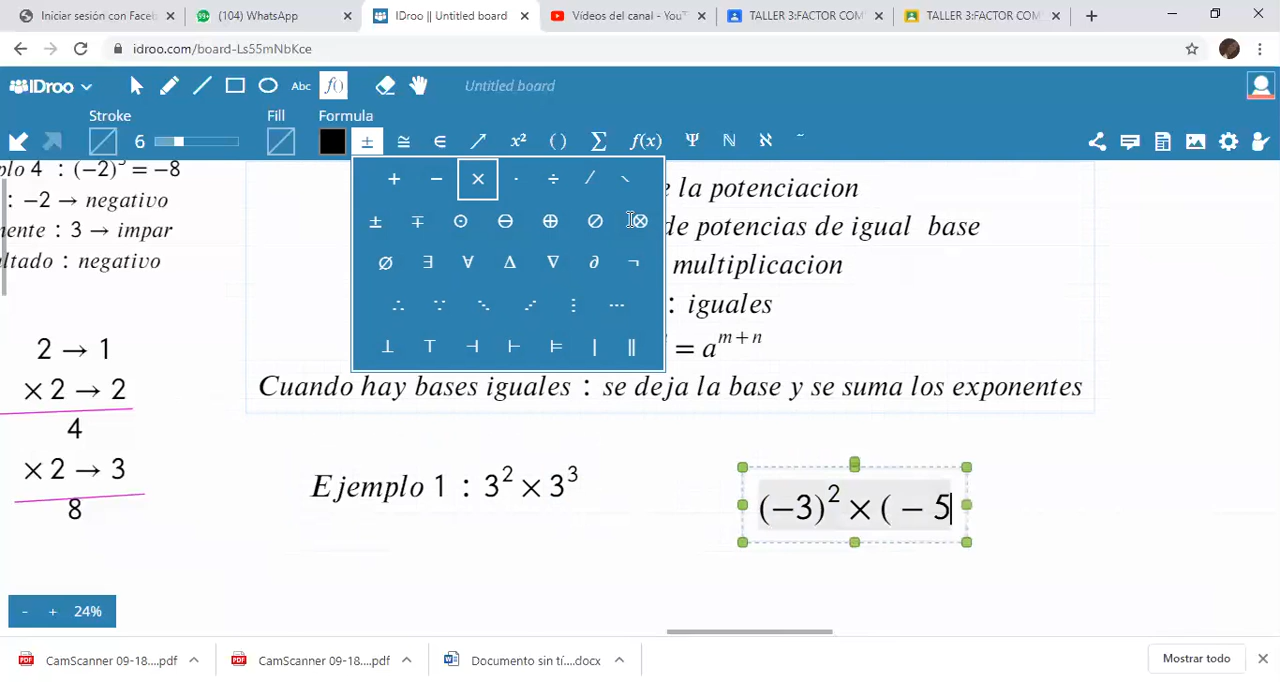 Iniciar sesión con Faceb
(104) WhatsApp
IDroo || Untitled board
Vídeos del canal - YouT
TALLER 3:FACTOR COM
TALLER 3:FACTOR COM
idroo.com/board-Ls55mNbKce
IDroo
Abc
f()
Untitled board
Stroke
Fill
Formula
6
± ≅ ∈ x² ( ) ∑ f(x) Ψ ℕ ℵ ~
+ − × · ÷ ∕ ∖
± ∓ ⊙ ⊖ ⊕ ⊘ ⊗
∅ ∃ ∀ Δ ∇ ∂ ¬
∴ ∵ ⋱ ⋰ ⋮ ⋯
⊥ ⊤ ⊣ ⊢ ⊨ ∣ ∥
plo 4 : (−2)³ = −8
: −2 → negativo
mente : 3 → impar
ltado : negativo
e la potenciacion
de potencias de igual base
multiplicacion
: iguales
= a^{m+n}
Cuando hay bases iguales : se deja la base y se suma los exponentes
2 → 1
× 2 → 2
4
× 2 → 3
8
Ejemplo 1 : 3² × 3³
(−3)² × ( − 5
- + 24%
CamScanner 09-18....pdf
CamScanner 09-18....pdf
Documento sin tí....docx
Mostrar todo